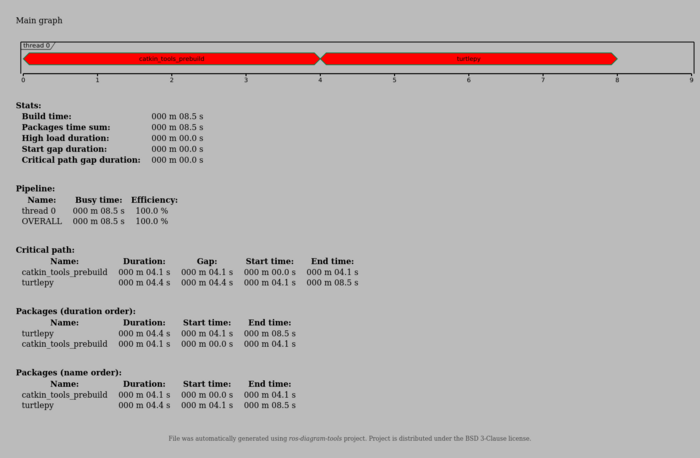 Main graph
thread 0
catkin_tools_prebuild turtlepy
0 1 2 3 4 5 6 7 8 9
Stats:
Build time: 000 m 08.5 s
Packages time sum: 000 m 08.5 s
High load duration: 000 m 00.0 s
Start gap duration: 000 m 00.0 s
Critical path gap duration: 000 m 00.0 s
Pipeline:
Name: Busy time: Efficiency:
thread 0 000 m 08.5 s 100.0 %
OVERALL 000 m 08.5 s 100.0 %
Critical path:
Name: Duration: Gap: Start time: End time:
catkin_tools_prebuild 000 m 04.1 s 000 m 04.1 s 000 m 00.0 s 000 m 04.1 s
turtlepy 000 m 04.4 s 000 m 04.4 s 000 m 04.1 s 000 m 08.5 s
Packages (duration order):
Name: Duration: Start time: End time:
turtlepy 000 m 04.4 s 000 m 04.1 s 000 m 08.5 s
catkin_tools_prebuild 000 m 04.1 s 000 m 00.0 s 000 m 04.1 s
Packages (name order):
Name: Duration: Start time: End time:
catkin_tools_prebuild 000 m 04.1 s 000 m 00.0 s 000 m 04.1 s
turtlepy 000 m 04.4 s 000 m 04.1 s 000 m 08.5 s
File was automatically generated using ros-diagram-tools project. Project is distributed under the BSD 3-Clause license.